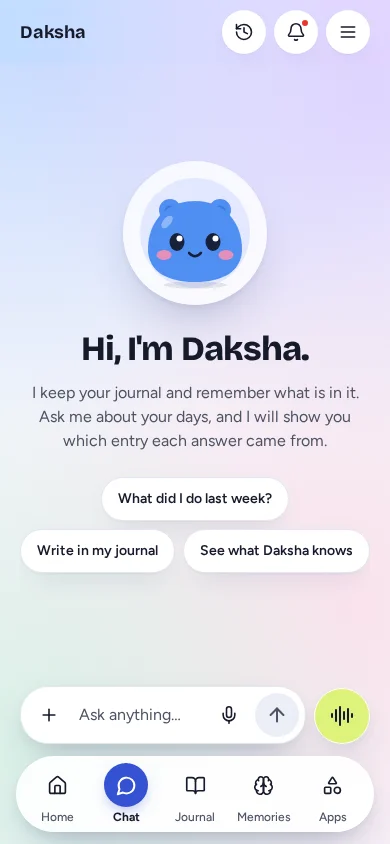 Daksha
Hi, I'm Daksha.
I keep your journal and remember what is in it.
Ask me about your days, and I will show you
which entry each answer came from.
What did I do last week?
Write in my journal
See what Daksha knows
Ask anything...
Home
Chat
Journal
Memories
Apps